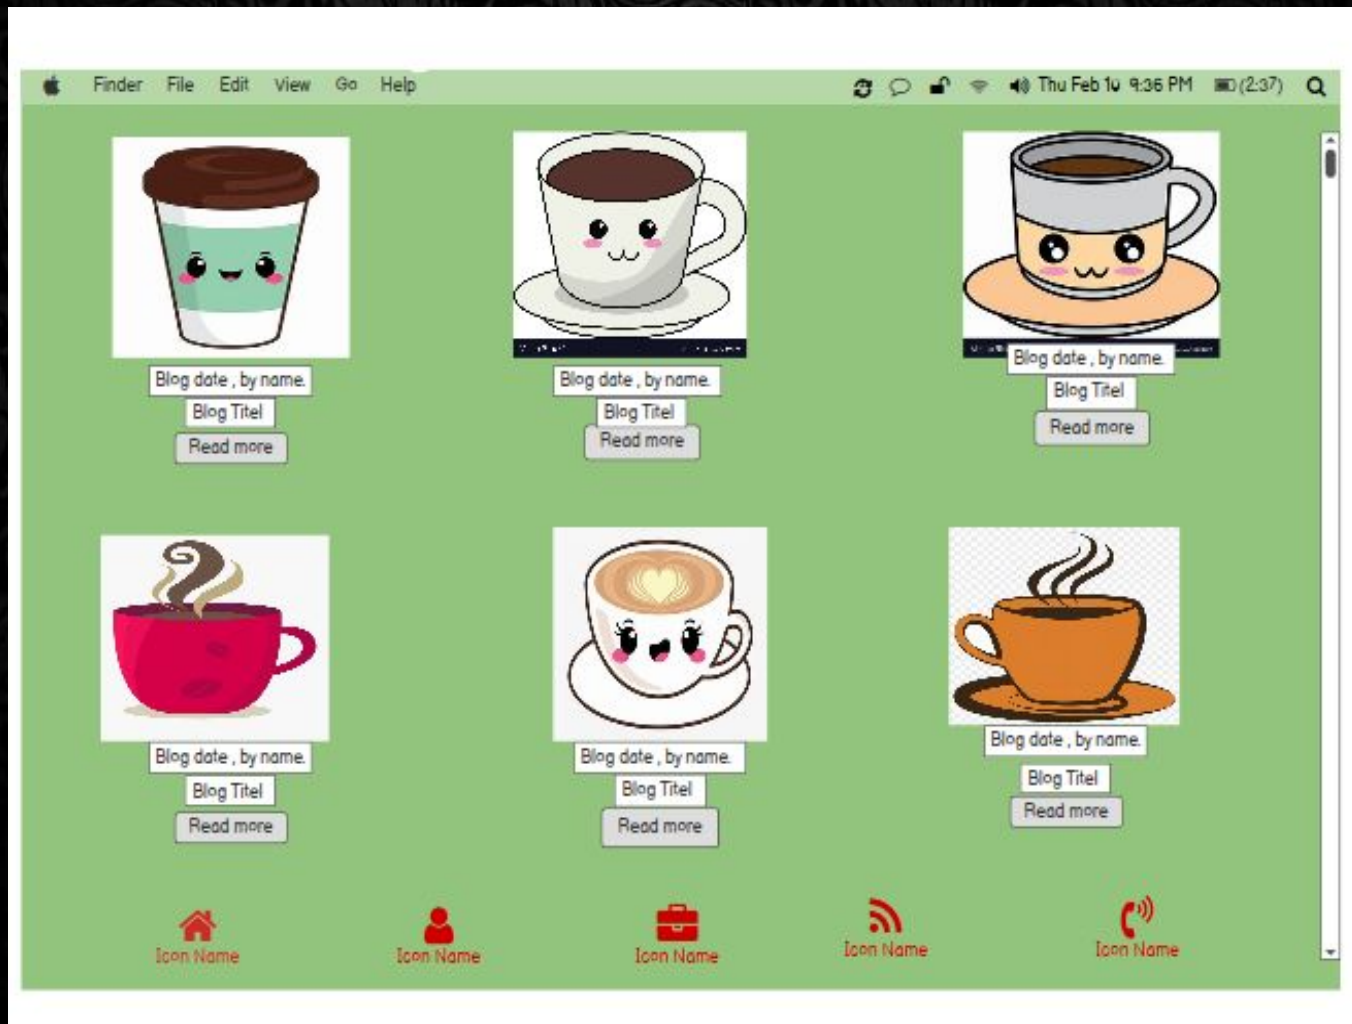 Finder File Edit View Go Help Thu Feb 10 9:36 PM (2:37)
Blog date , by name.
Blog Titel
Read more
Blog date , by name.
Blog Titel
Read more
Blog date , by name.
Blog Titel
Read more
Blog date , by name.
Blog Titel
Read more
Blog date , by name.
Blog Titel
Read more
Blog date , by name.
Blog Titel
Read more
Icon Name
Icon Name
Icon Name
Icon Name
Icon Name